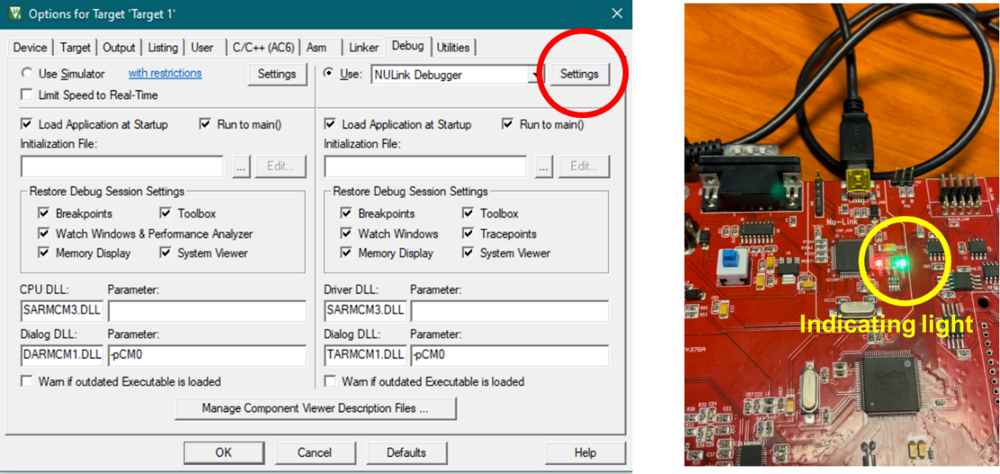 Options for Target 'Target 1'
Device Target Output Listing User C/C++ (AC6) Asm Linker Debug Utilities
Use Simulator with restrictions Settings
Limit Speed to Real-Time
Load Application at Startup Run to main()
Initialization File:
... Edit...
Restore Debug Session Settings
Breakpoints Toolbox
Watch Windows & Performance Analyzer
Memory Display System Viewer
CPU DLL: Parameter:
SARMCM3.DLL
Dialog DLL: Parameter:
DARMCM1.DLL -pCM0
Warn if outdated Executable is loaded
Use: NULink Debugger Settings
Load Application at Startup Run to main()
Initialization File:
... Edit...
Restore Debug Session Settings
Breakpoints Toolbox
Watch Windows Tracepoints
Memory Display System Viewer
Driver DLL: Parameter:
SARMCM3.DLL
Dialog DLL: Parameter:
TARMCM1.DLL -pCM0
Warn if outdated Executable is loaded
Manage Component Viewer Description Files ...
OK Cancel Defaults Help
Nu-Link
Indicating light
nuvoTon